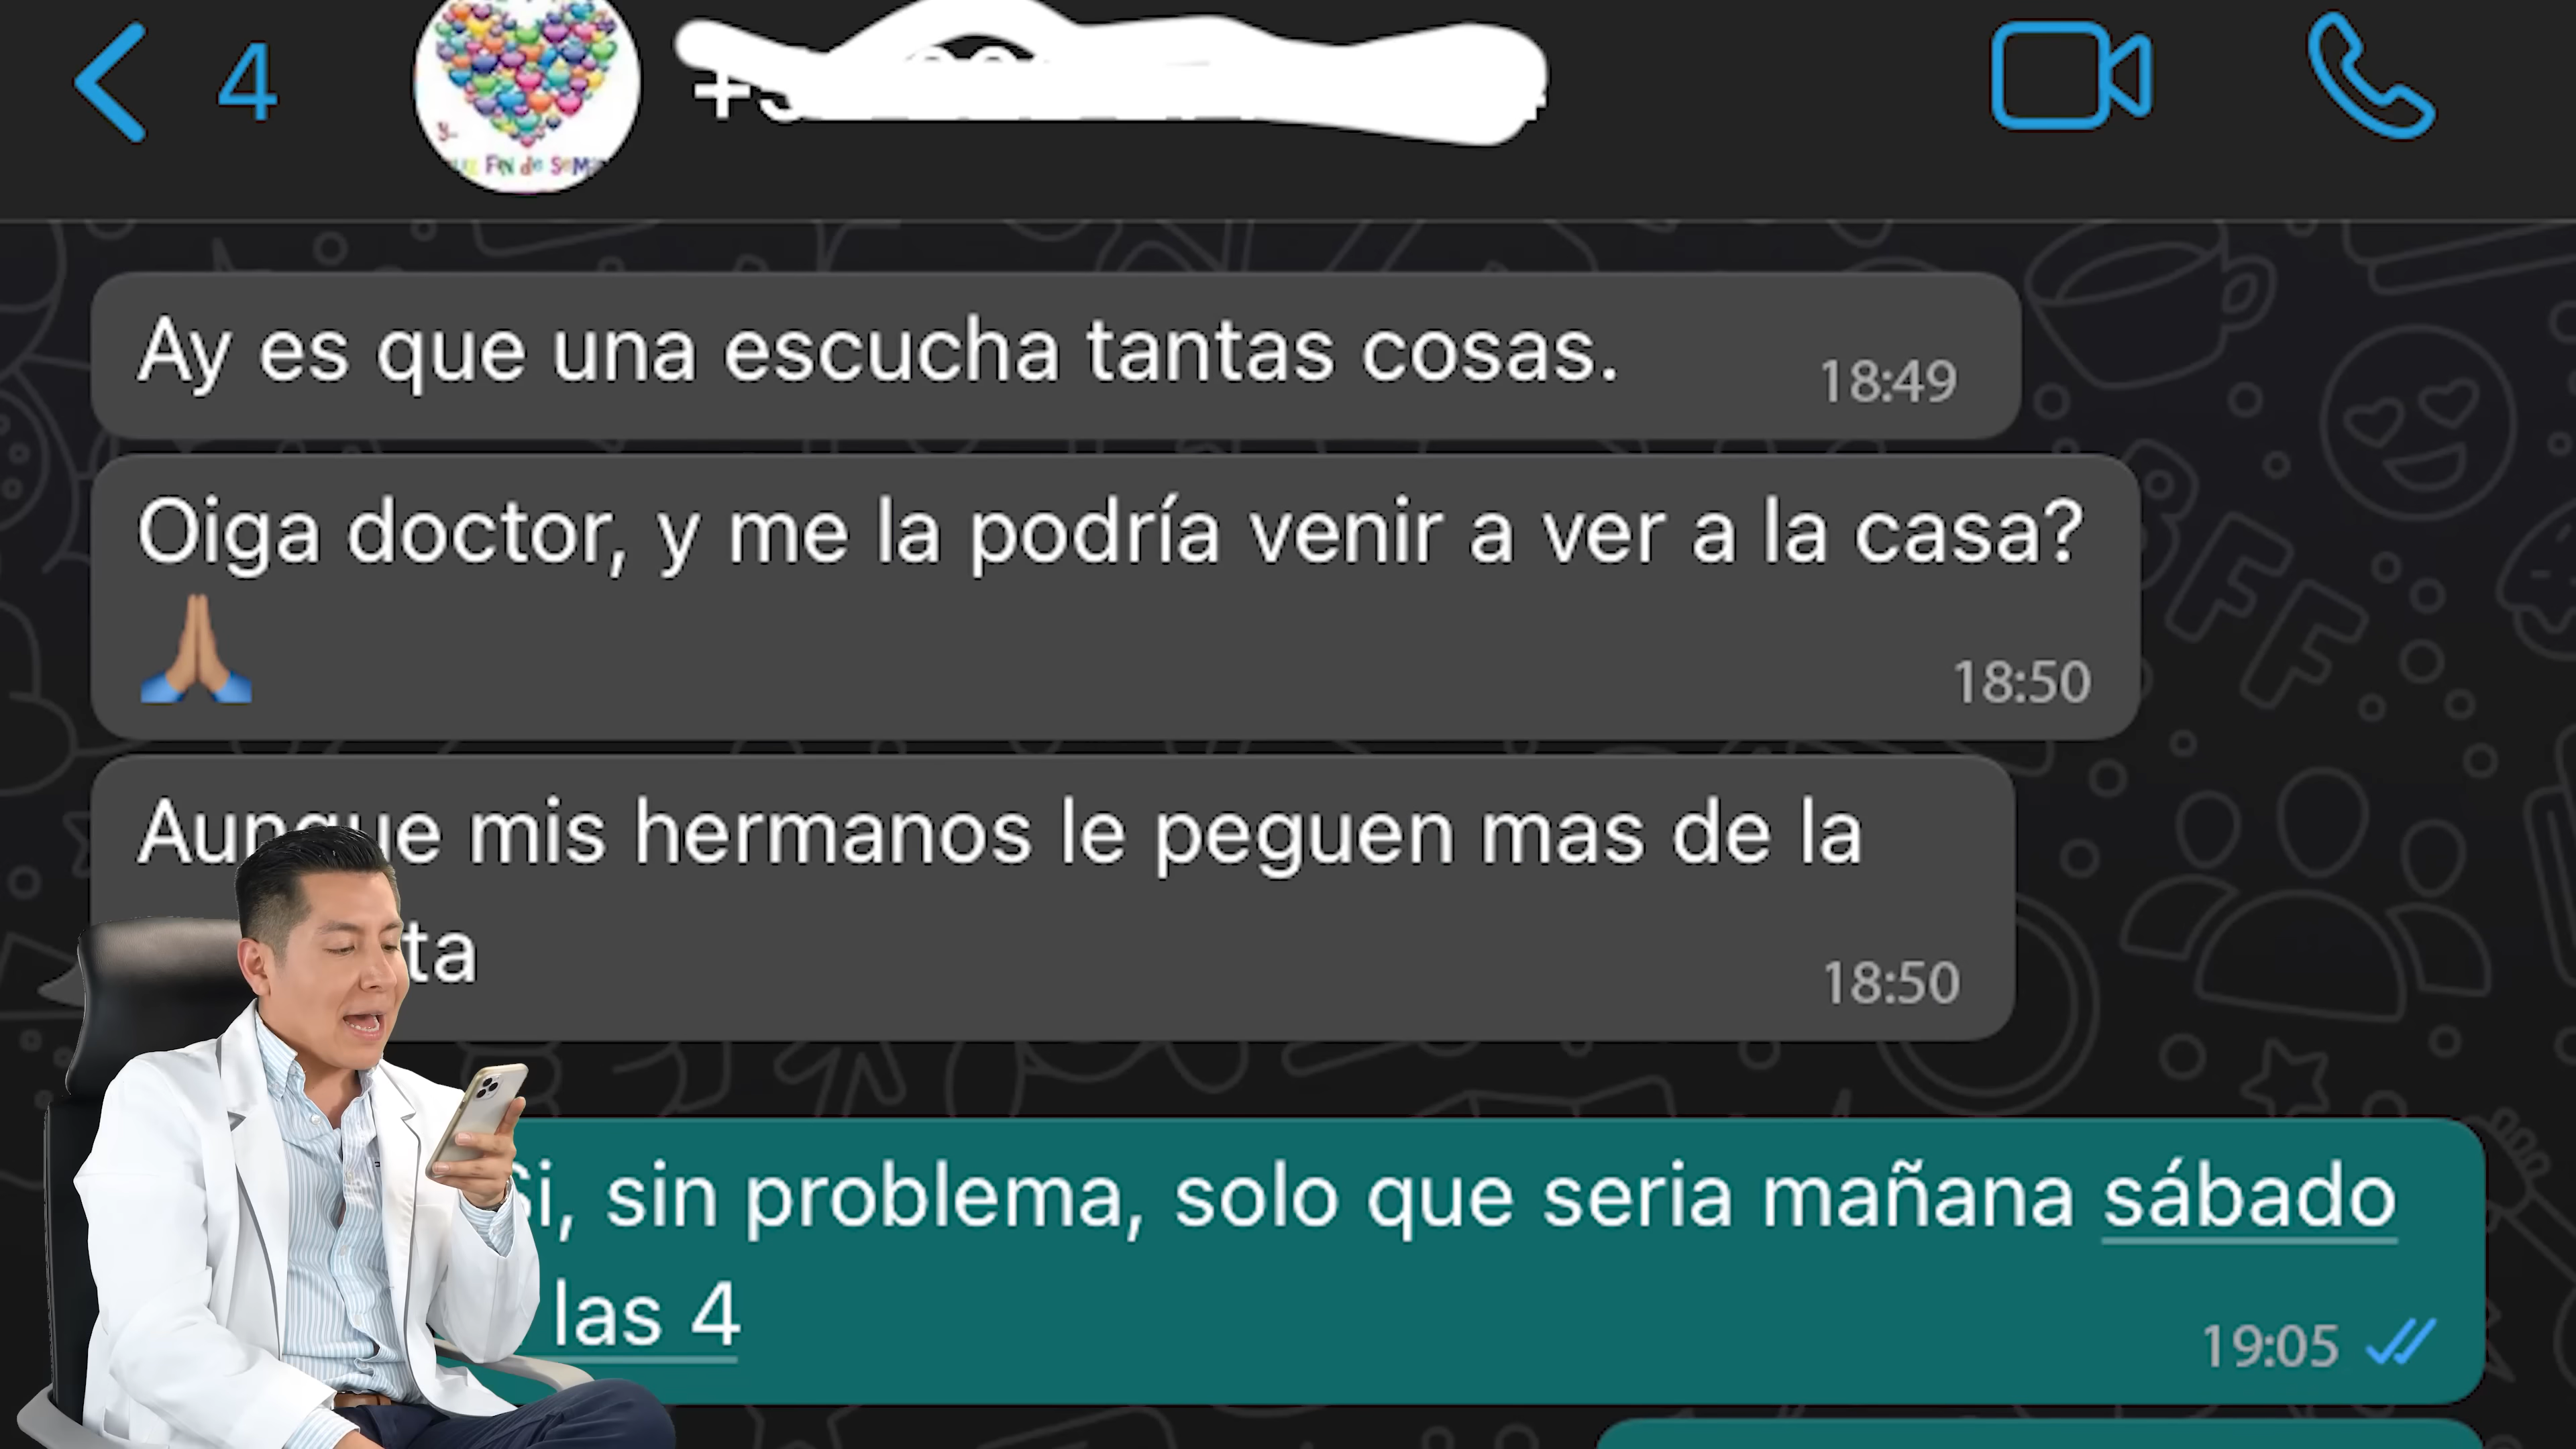 4
FIN de
Ay es que una escucha tantas cosas.
18:49
Oiga doctor, y me la podría venir a ver a la casa?
🙏🏽
18:50
Aunque mis hermanos le peguen mas de la
ta
18:50
Si, sin problema, solo que seria mañana sábado
las 4
19:05